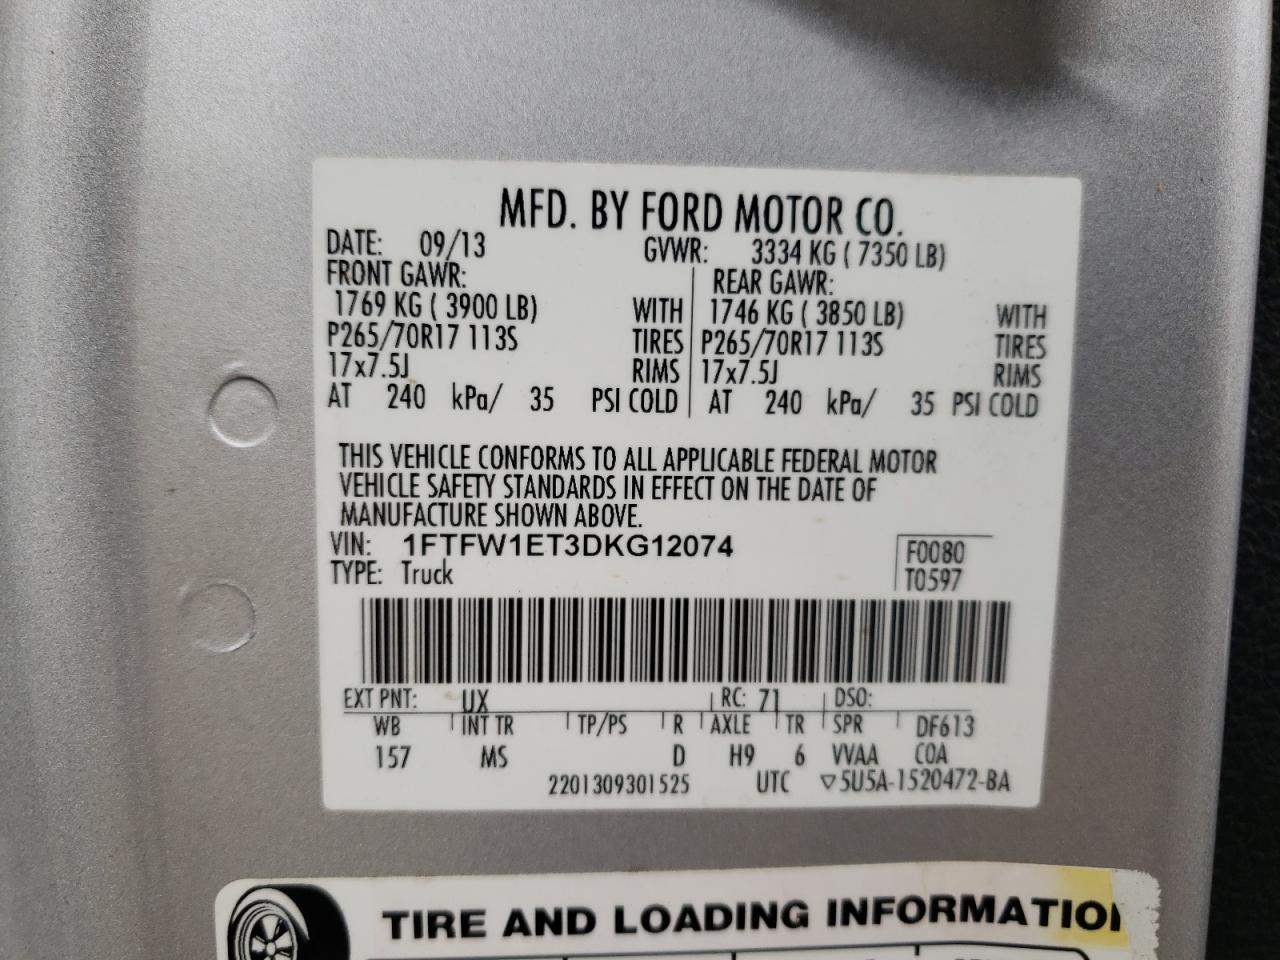 MFD. BY FORD MOTOR CO.
DATE: 09/13 GVWR: 3334 KG ( 7350 LB)
FRONT GAWR: REAR GAWR:
1769 KG ( 3900 LB) WITH 1746 KG ( 3850 LB) WITH
P265/70R17 113S TIRES P265/70R17 113S TIRES
17x7.5J RIMS 17x7.5J RIMS
AT 240 kPa/ 35 PSI COLD AT 240 kPa/ 35 PSI COLD
THIS VEHICLE CONFORMS TO ALL APPLICABLE FEDERAL MOTOR
VEHICLE SAFETY STANDARDS IN EFFECT ON THE DATE OF
MANUFACTURE SHOWN ABOVE.
VIN: 1FTFW1ET3DKG12074 F0080
TYPE: Truck T0597
EXT PNT: UX RC: 71 DSO:
WB INT TR TP/PS R AXLE TR SPR DF613
157 MS D H9 6 VVAA COA
2201309301525 UTC ▽5U5A-1520472-BA
TIRE AND LOADING INFORMATIO